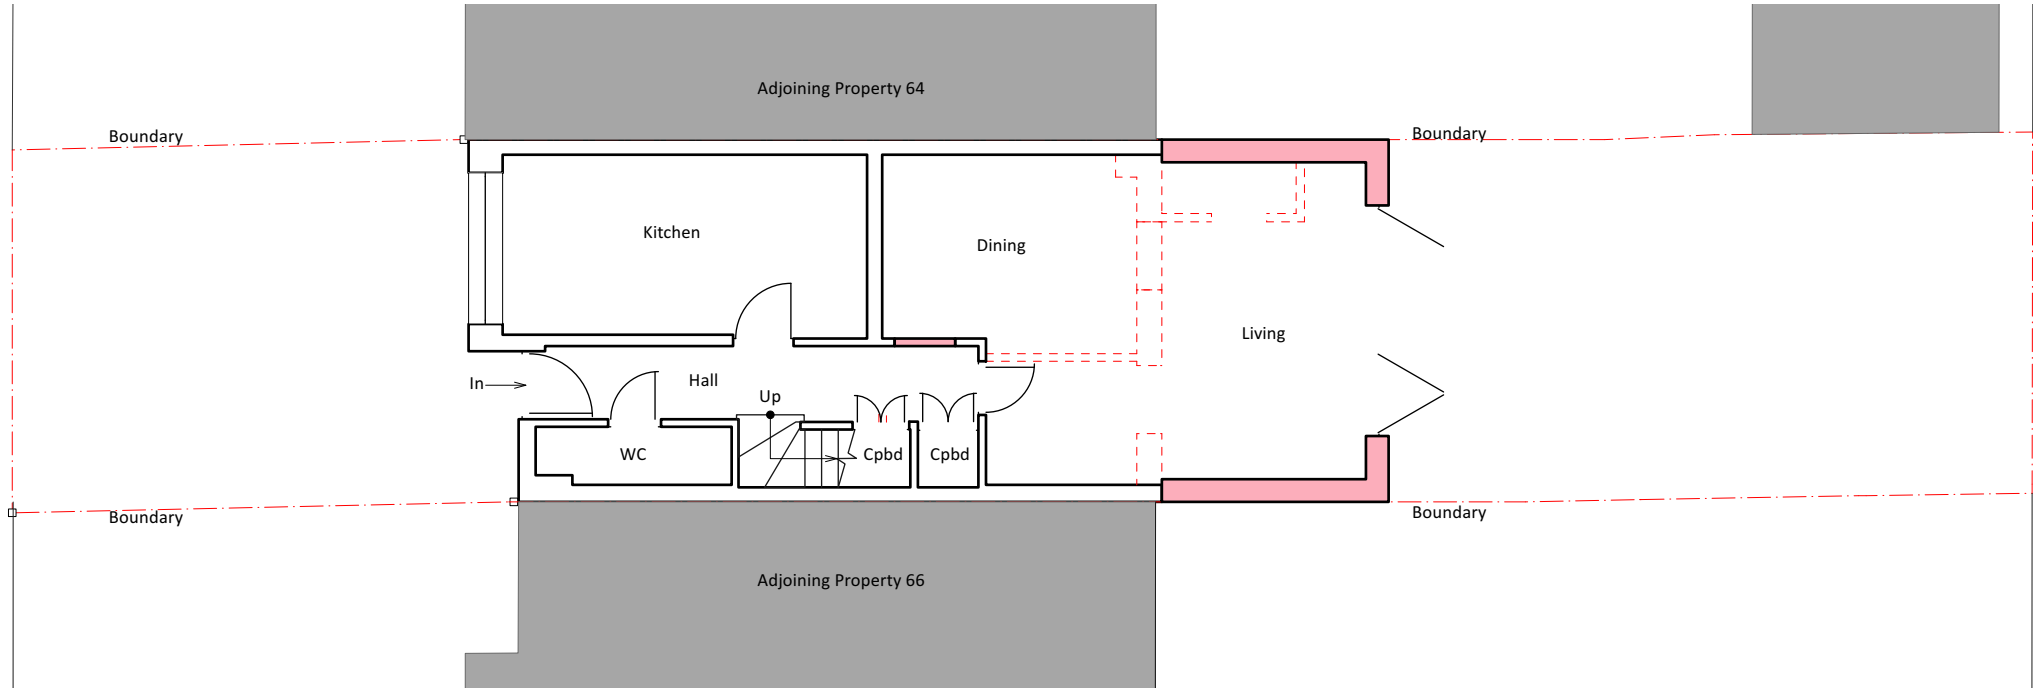 Adjoining Property 64
Boundary
Boundary
Kitchen
Dining
Living
In
Hall
Up
WC
Cpbd
Cpbd
Boundary
Boundary
Adjoining Property 66